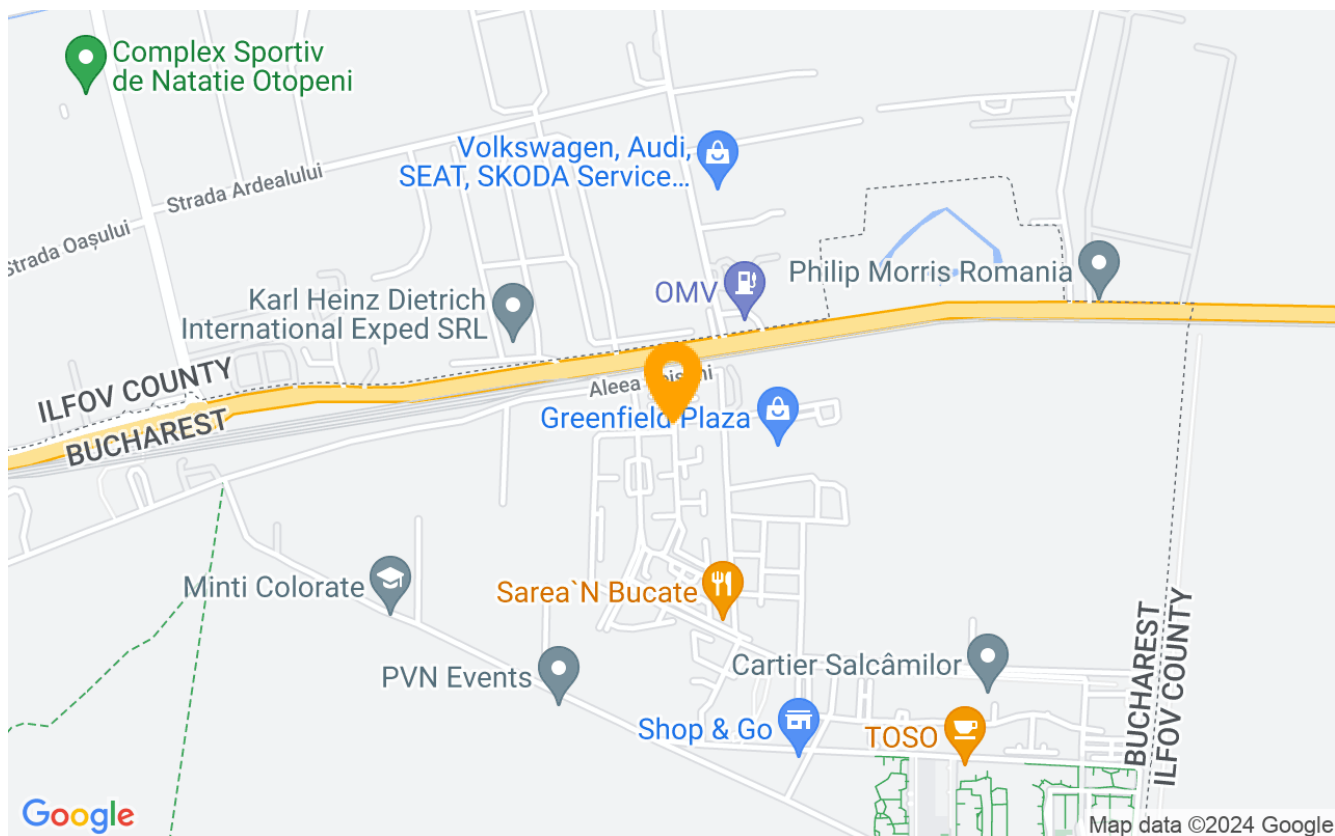 Complex Sportiv
de Natatie Otopeni
Volkswagen, Audi,
SEAT, SKODA Service...
Strada Ardealului
Strada Oașului
Philip Morris Romania
OMV
Karl Heinz Dietrich
International Exped SRL
ILFOV COUNTY
BUCHAREST
Aleea
Greenfield Plaza
Minti Colorate
Sarea`N Bucate
PVN Events
Cartier Salcâmilor
BUCHAREST
ILFOV COUNTY
Shop & Go
TOSO
Google
Map data ©2024 Google